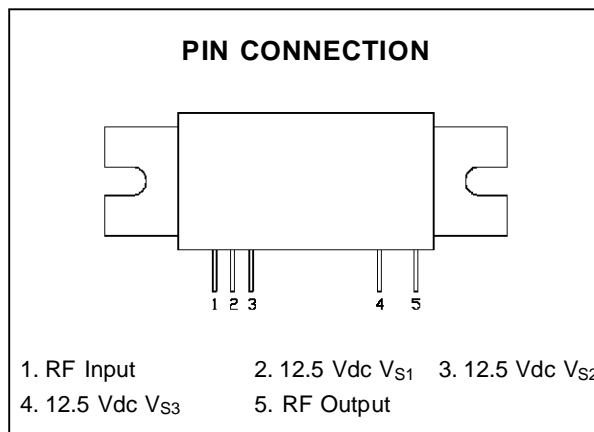 PIN CONNECTION
1 2 3 4 5
1. RF Input 2. 12.5 Vdc VS1 3. 12.5 Vdc VS2
4. 12.5 Vdc VS3 5. RF Output